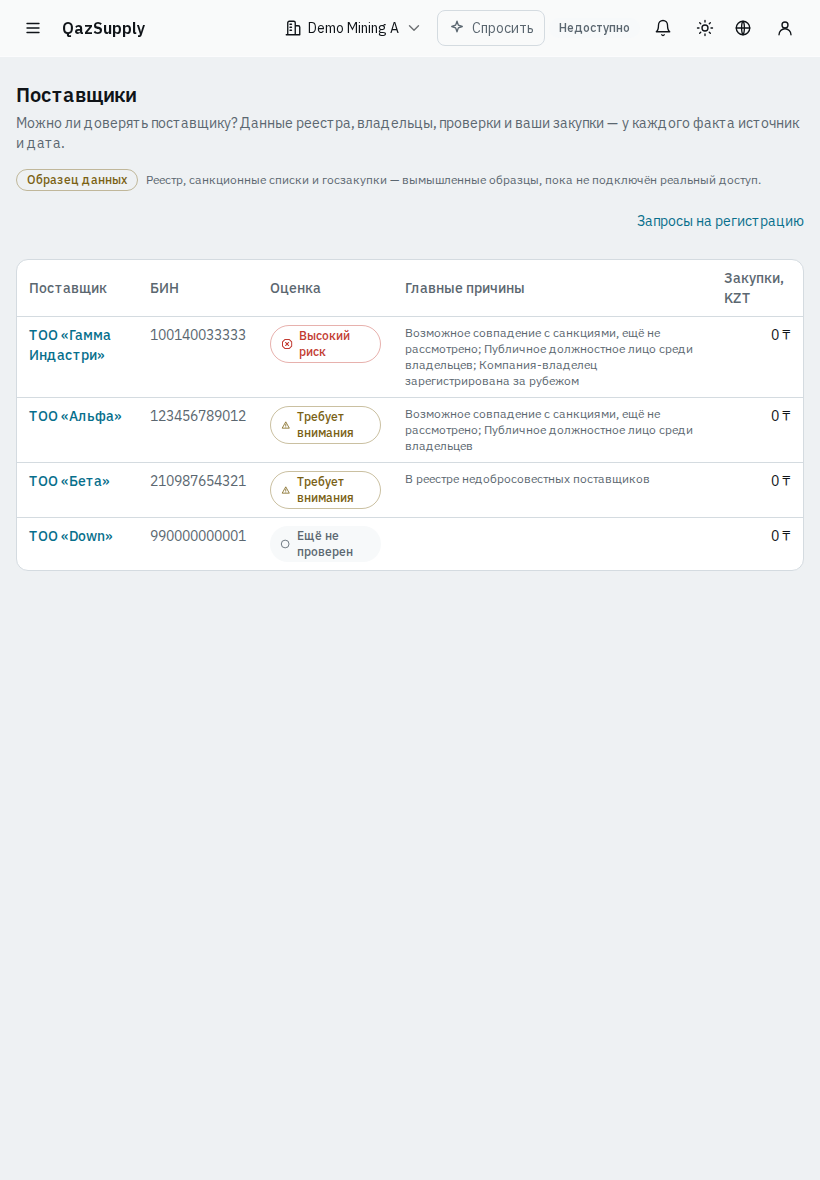 QazSupply
Demo Mining A
Спросить
Недоступно
Поставщики
Можно ли доверять поставщику? Данные реестра, владельцы, проверки и ваши закупки — у каждого факта источник
и дата.
Образец данных
Реестр, санкционные списки и госзакупки — вымышленные образцы, пока не подключён реальный доступ.
Запросы на регистрацию
Поставщик
БИН
Оценка
Главные причины
Закупки,
KZT
ТОО «Гамма
Индастри»
100140033333
Высокий
риск
Возможное совпадение с санкциями, ещё не
рассмотрено; Публичное должностное лицо среди
владельцев; Компания-владелец
зарегистрирована за рубежом
0 ₸
ТОО «Альфа»
123456789012
Требует
внимания
Возможное совпадение с санкциями, ещё не
рассмотрено; Публичное должностное лицо среди
владельцев
0 ₸
ТОО «Бета»
210987654321
Требует
внимания
В реестре недобросовестных поставщиков
0 ₸
ТОО «Down»
990000000001
Ещё не
проверен
0 ₸